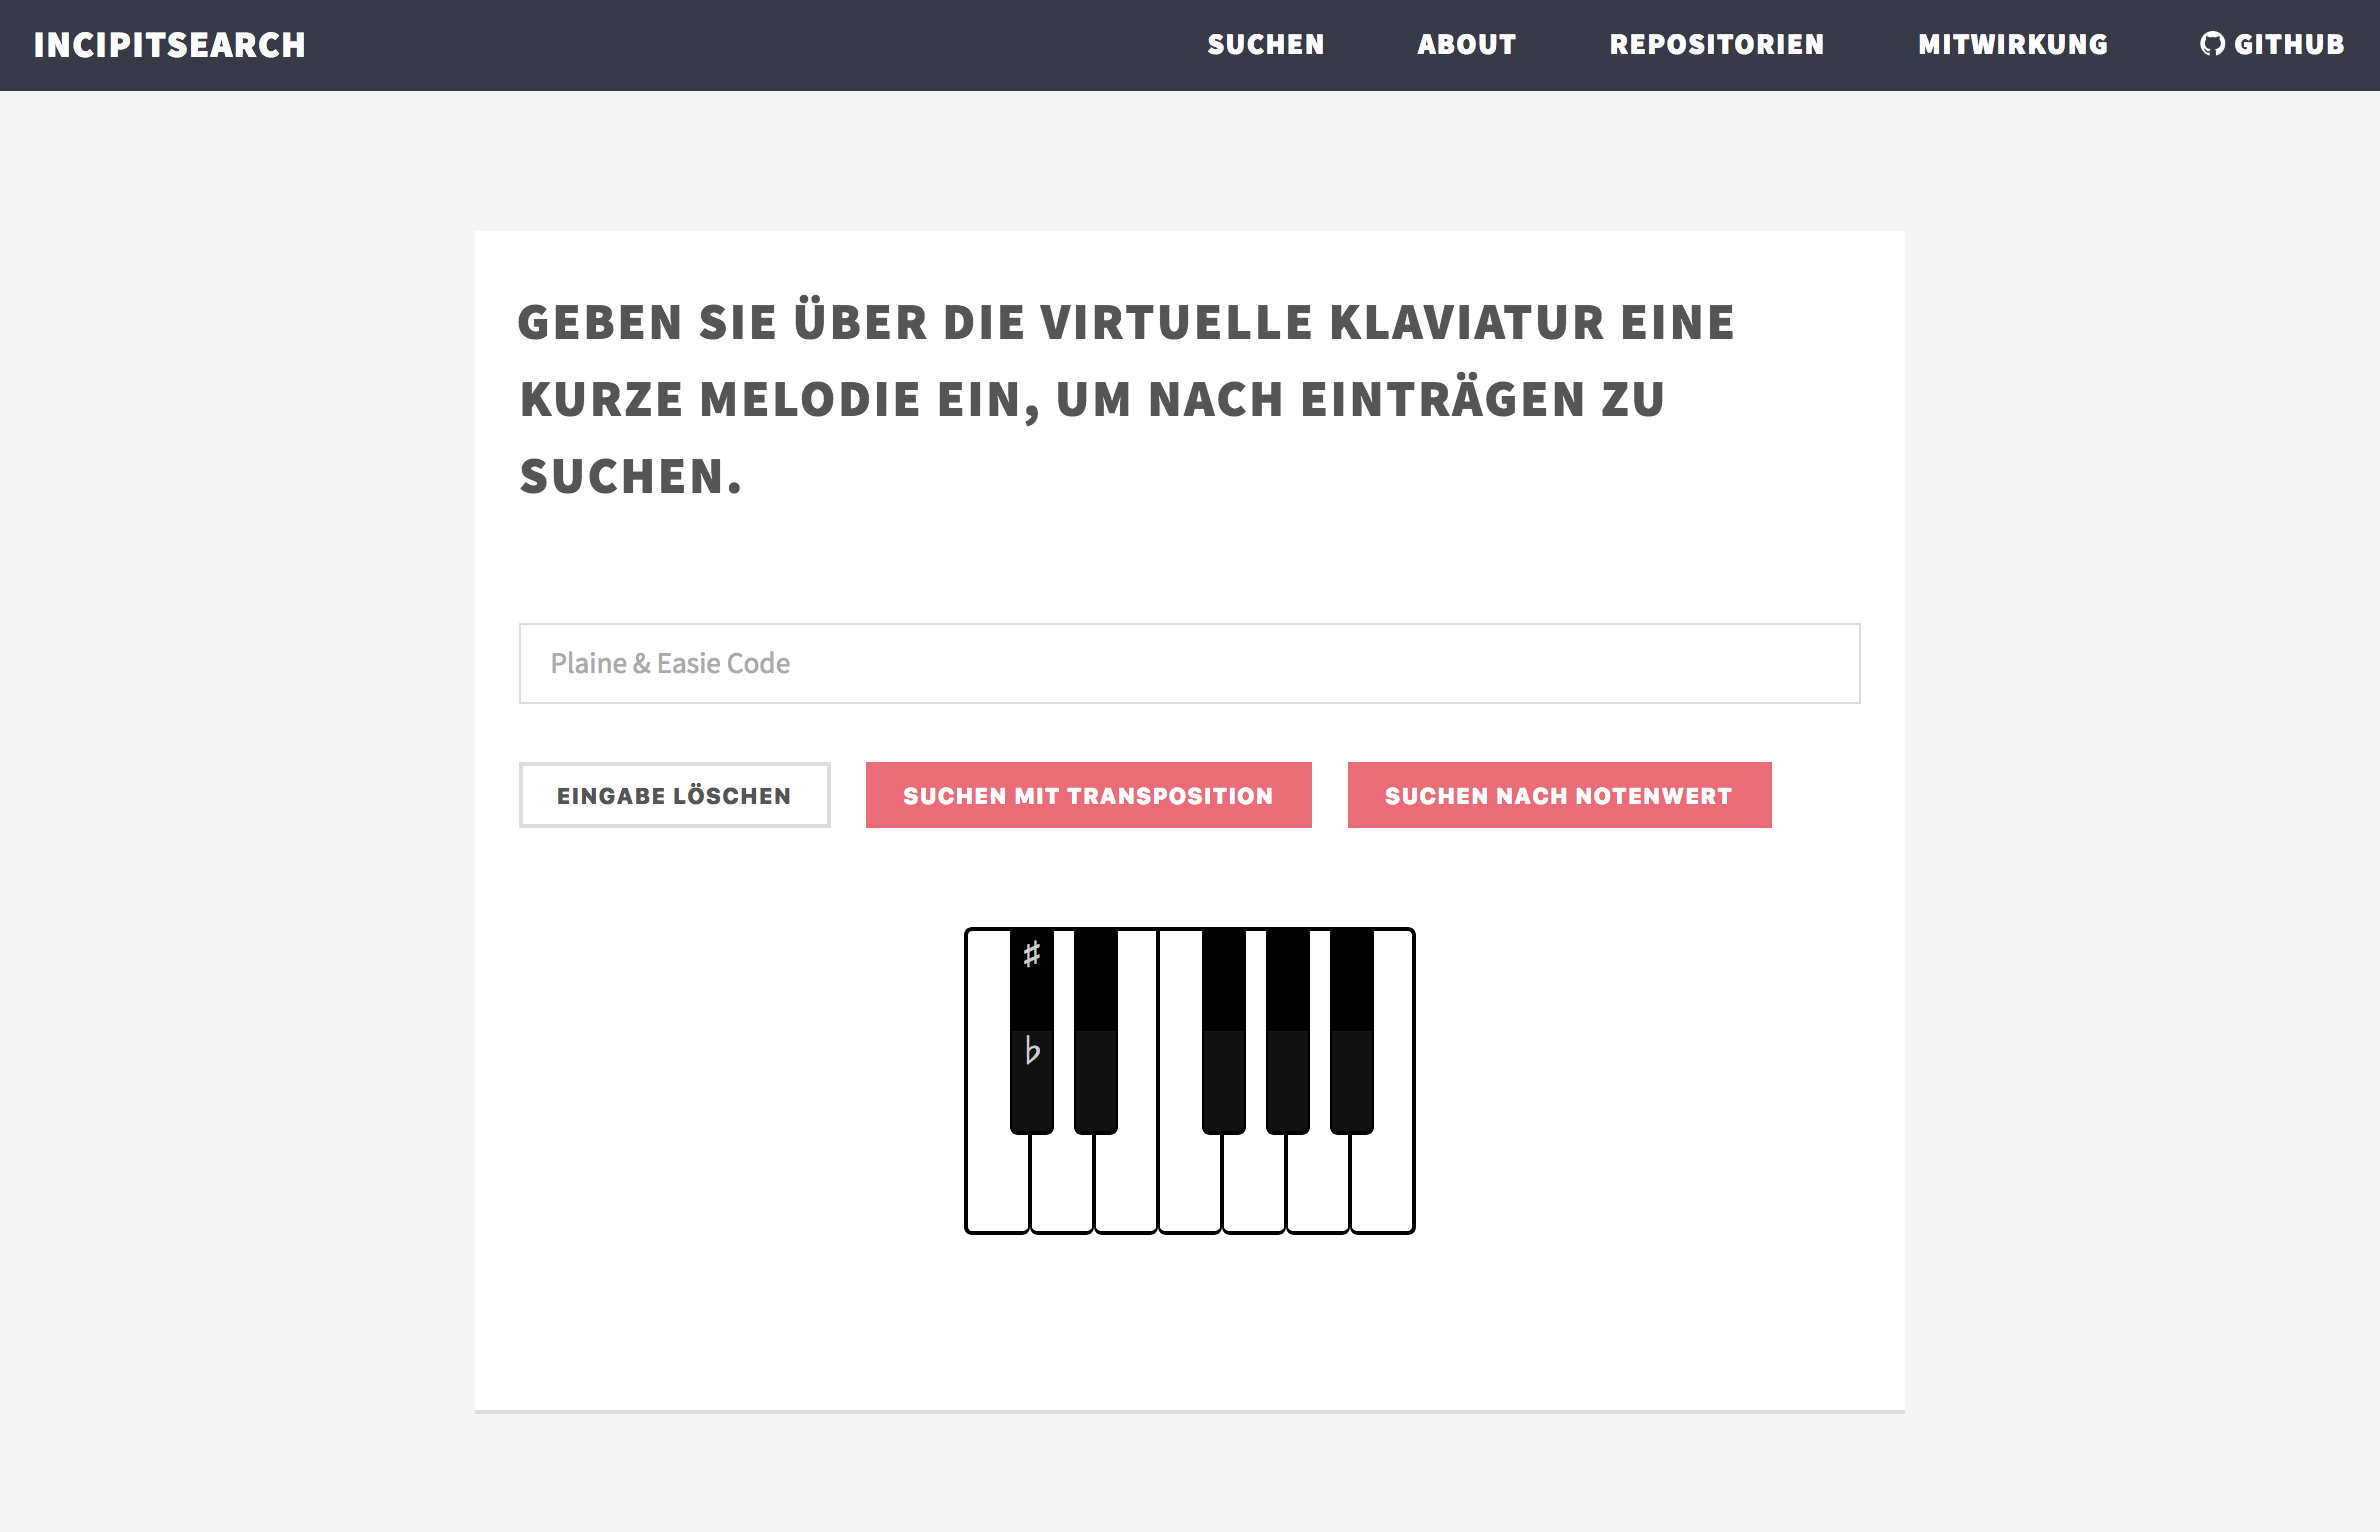 INCIPITSEARCH
SUCHEN
ABOUT
REPOSITORIEN
MITWIRKUNG
GITHUB
GEBEN SIE ÜBER DIE VIRTUELLE KLAVIATUR EINE
KURZE MELODIE EIN, UM NACH EINTRÄGEN ZU
SUCHEN.
Plaine & Easie Code
EINGABE LÖSCHEN
SUCHEN MIT TRANSPOSITION
SUCHEN NACH NOTENWERT
♯
♭